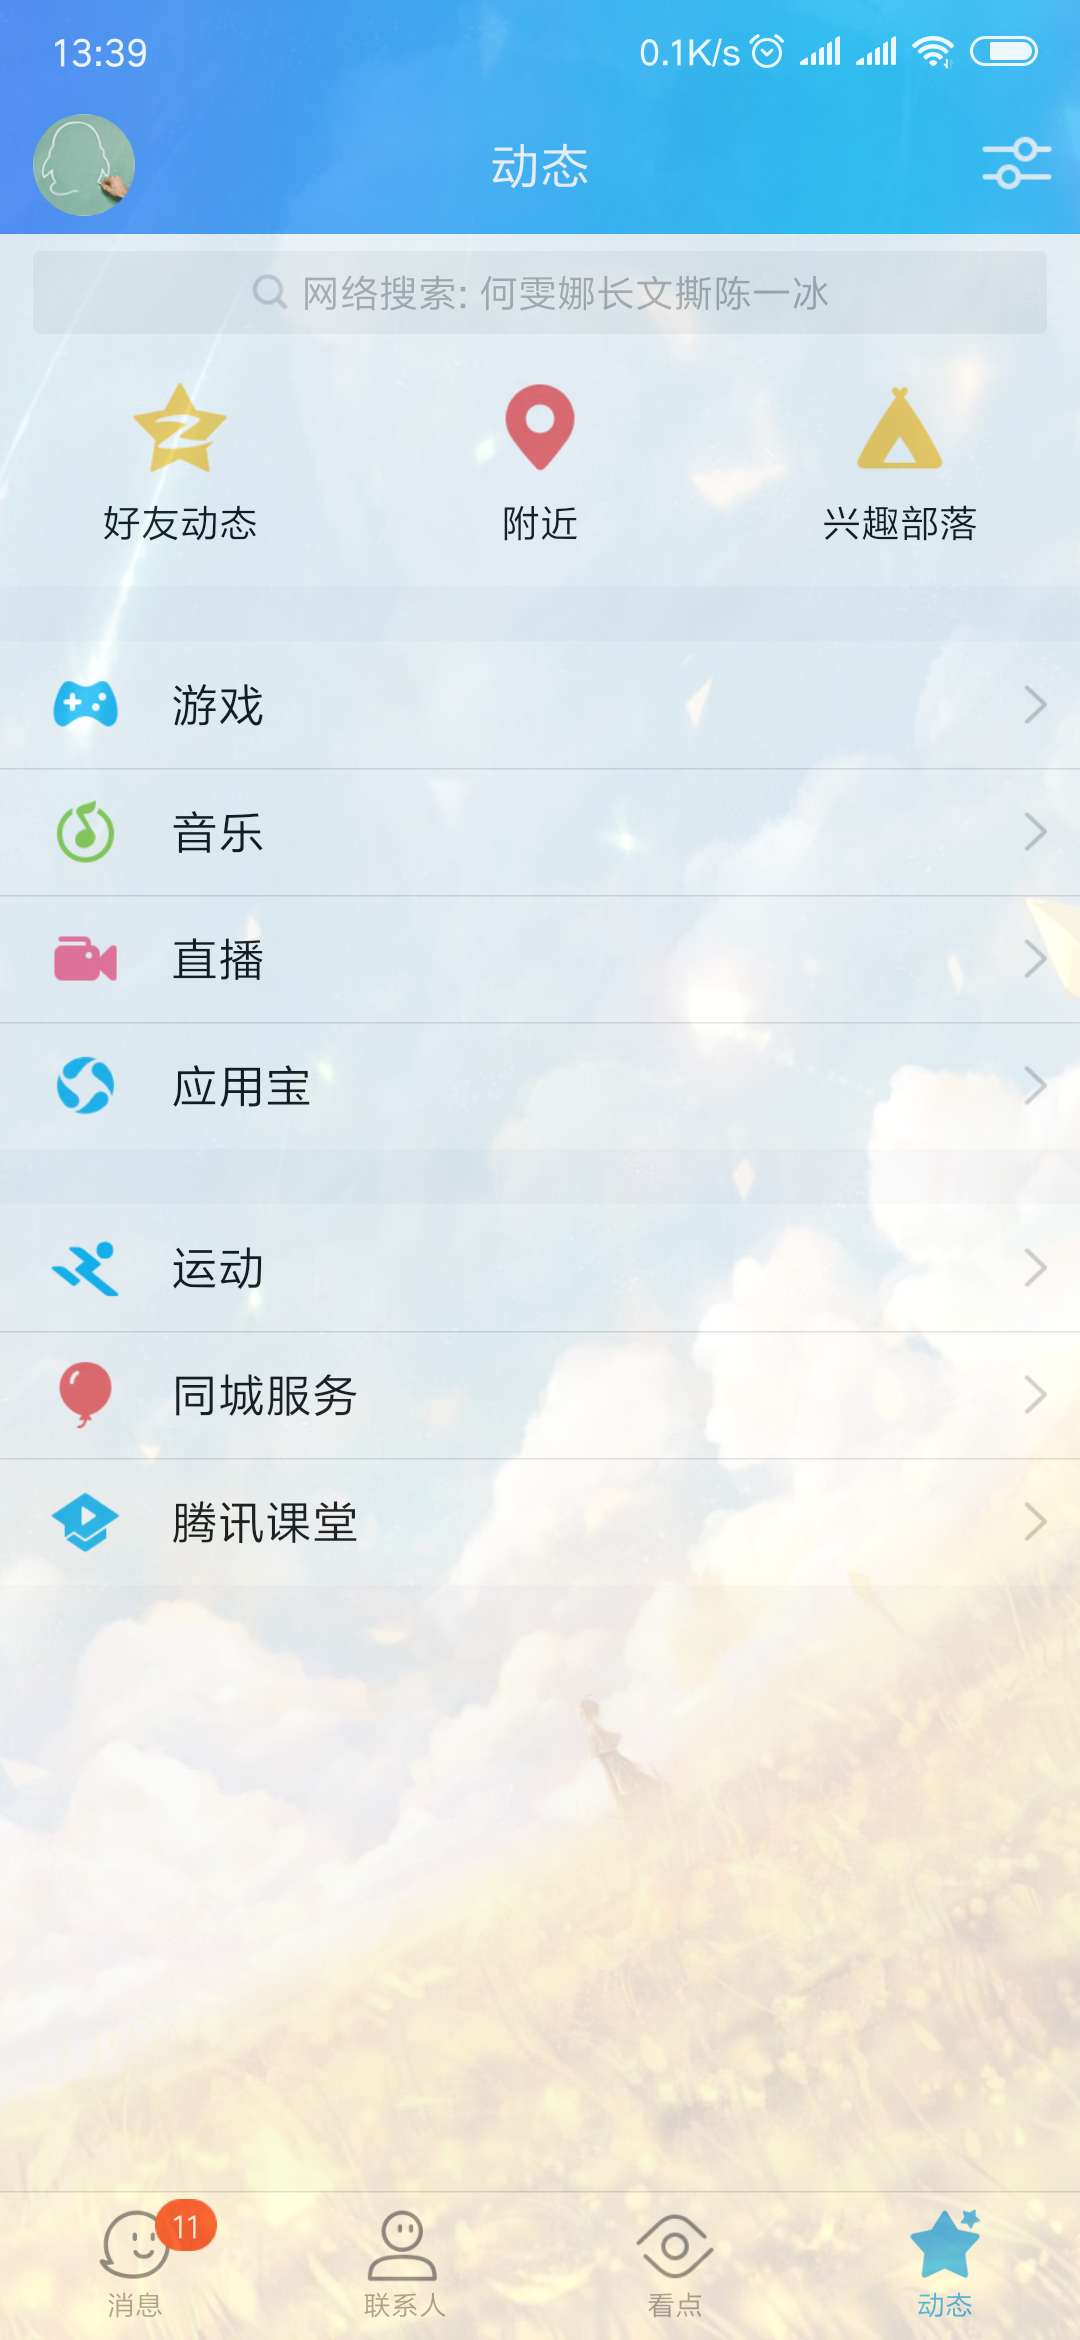 13:39 0.1K/s
动态
网络搜索: 何雯娜长文撕陈一冰
好友动态 附近 兴趣部落
游戏
音乐
直播
应用宝
运动
同城服务
腾讯课堂
11
消息 联系人 看点 动态